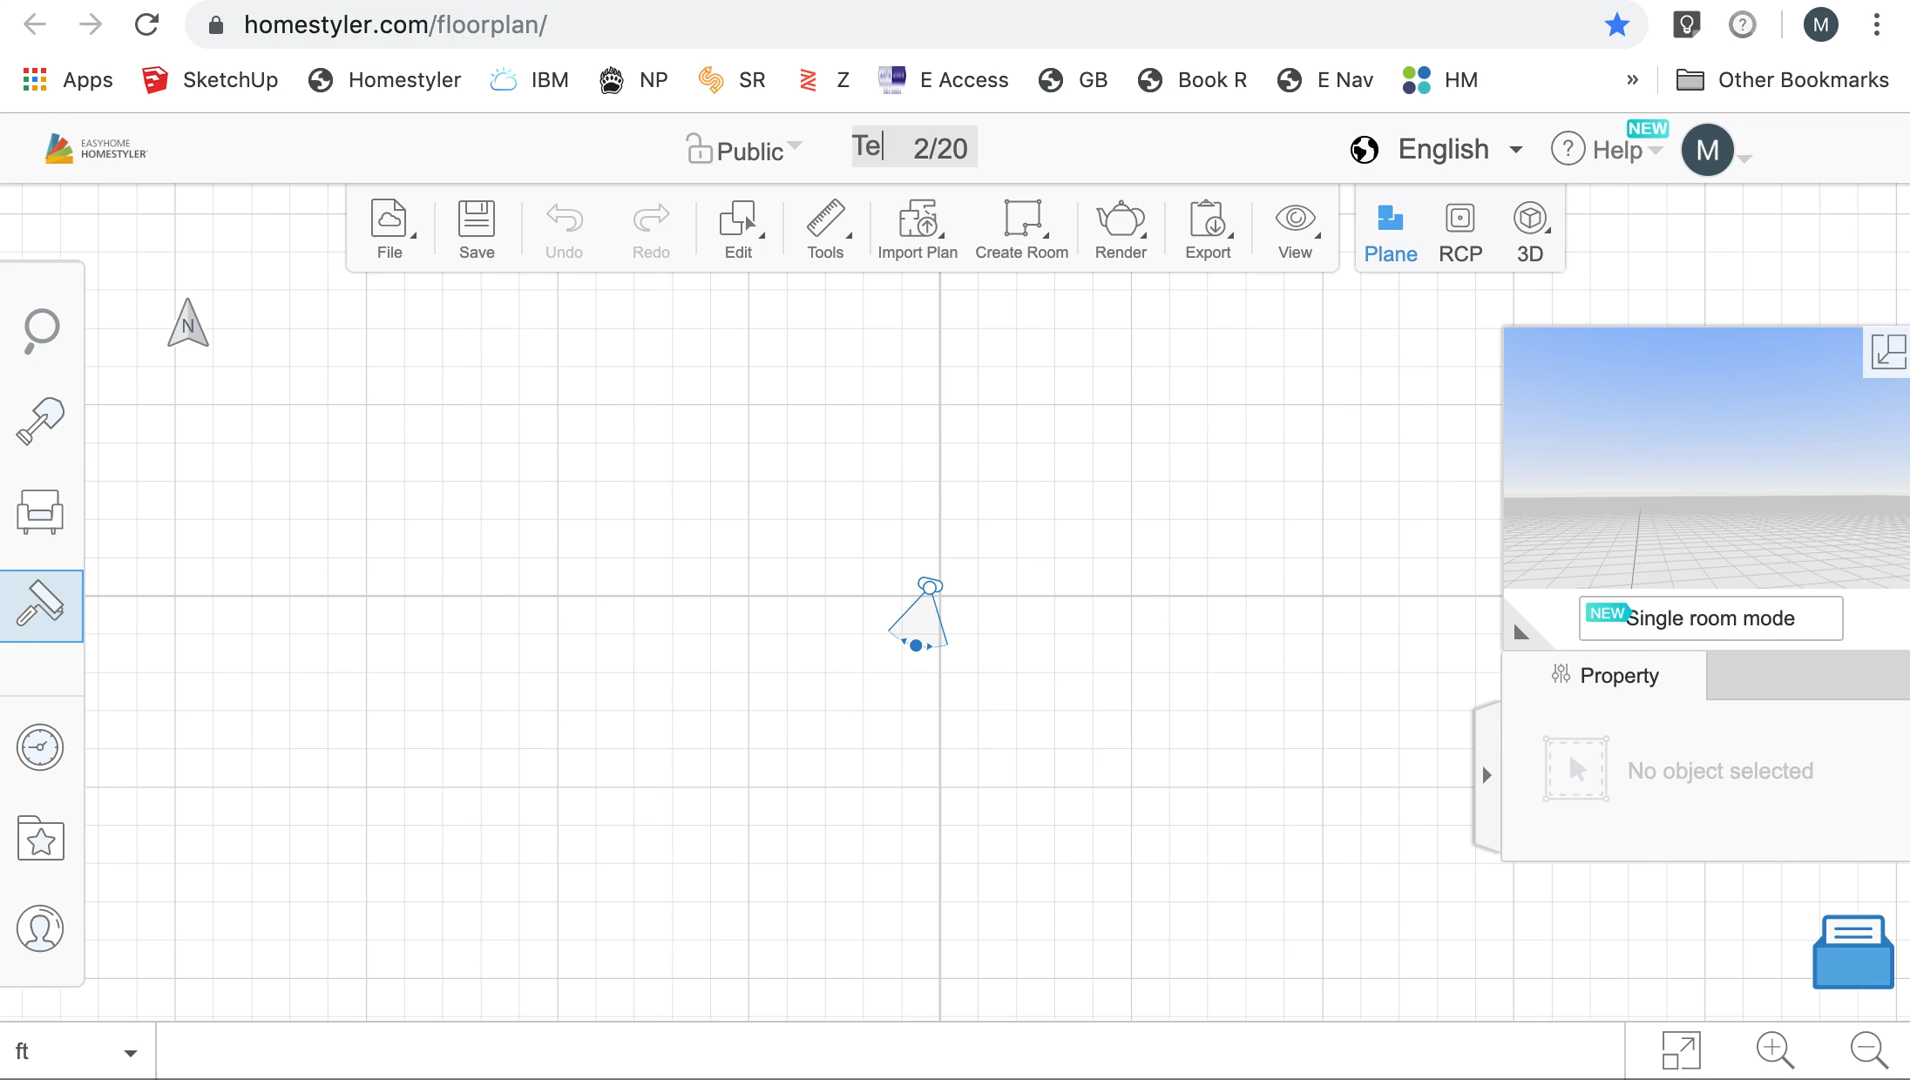 homestyler.com/floorplan/
M
Apps SketchUp Homestyler IBM NP SR Z E Access GB Book R E Nav HM » Other Bookmarks
EASYHOME
HOMESTYLER
Public
Te 2/20
English
Help
NEW
M
File Save Undo Redo Edit Tools Import Plan Create Room Render Export View
Plane RCP 3D
N
NEW Single room mode
Property
No object selected
ft